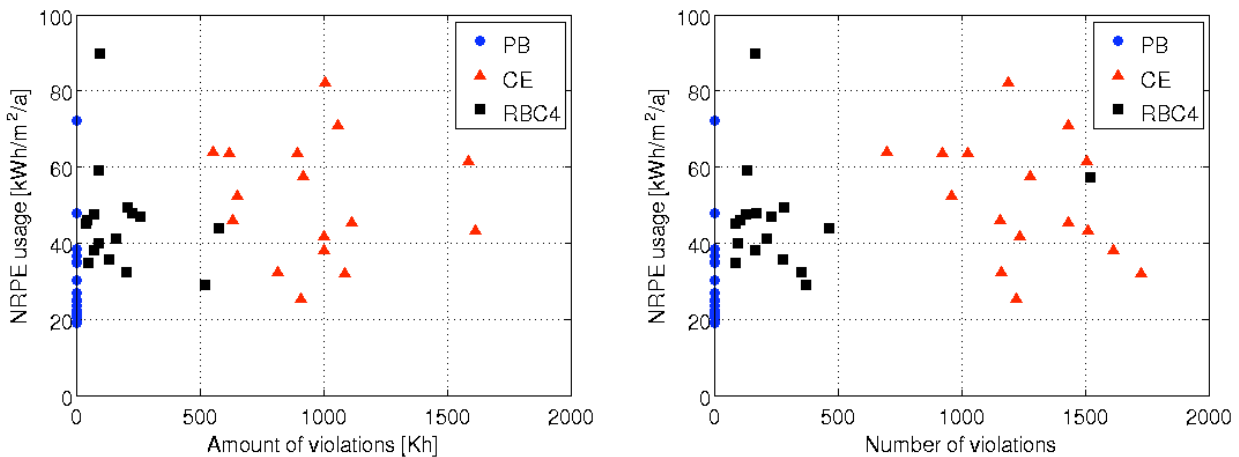 100
80
60
40
20
0
NRPE usage [kWh/m²/a]
0 500 1000 1500 2000
Amount of violations [Kh]
PB
CE
RBC4
100
80
60
40
20
0
NRPE usage [kWh/m²/a]
0 500 1000 1500 2000
Number of violations
PB
CE
RBC4